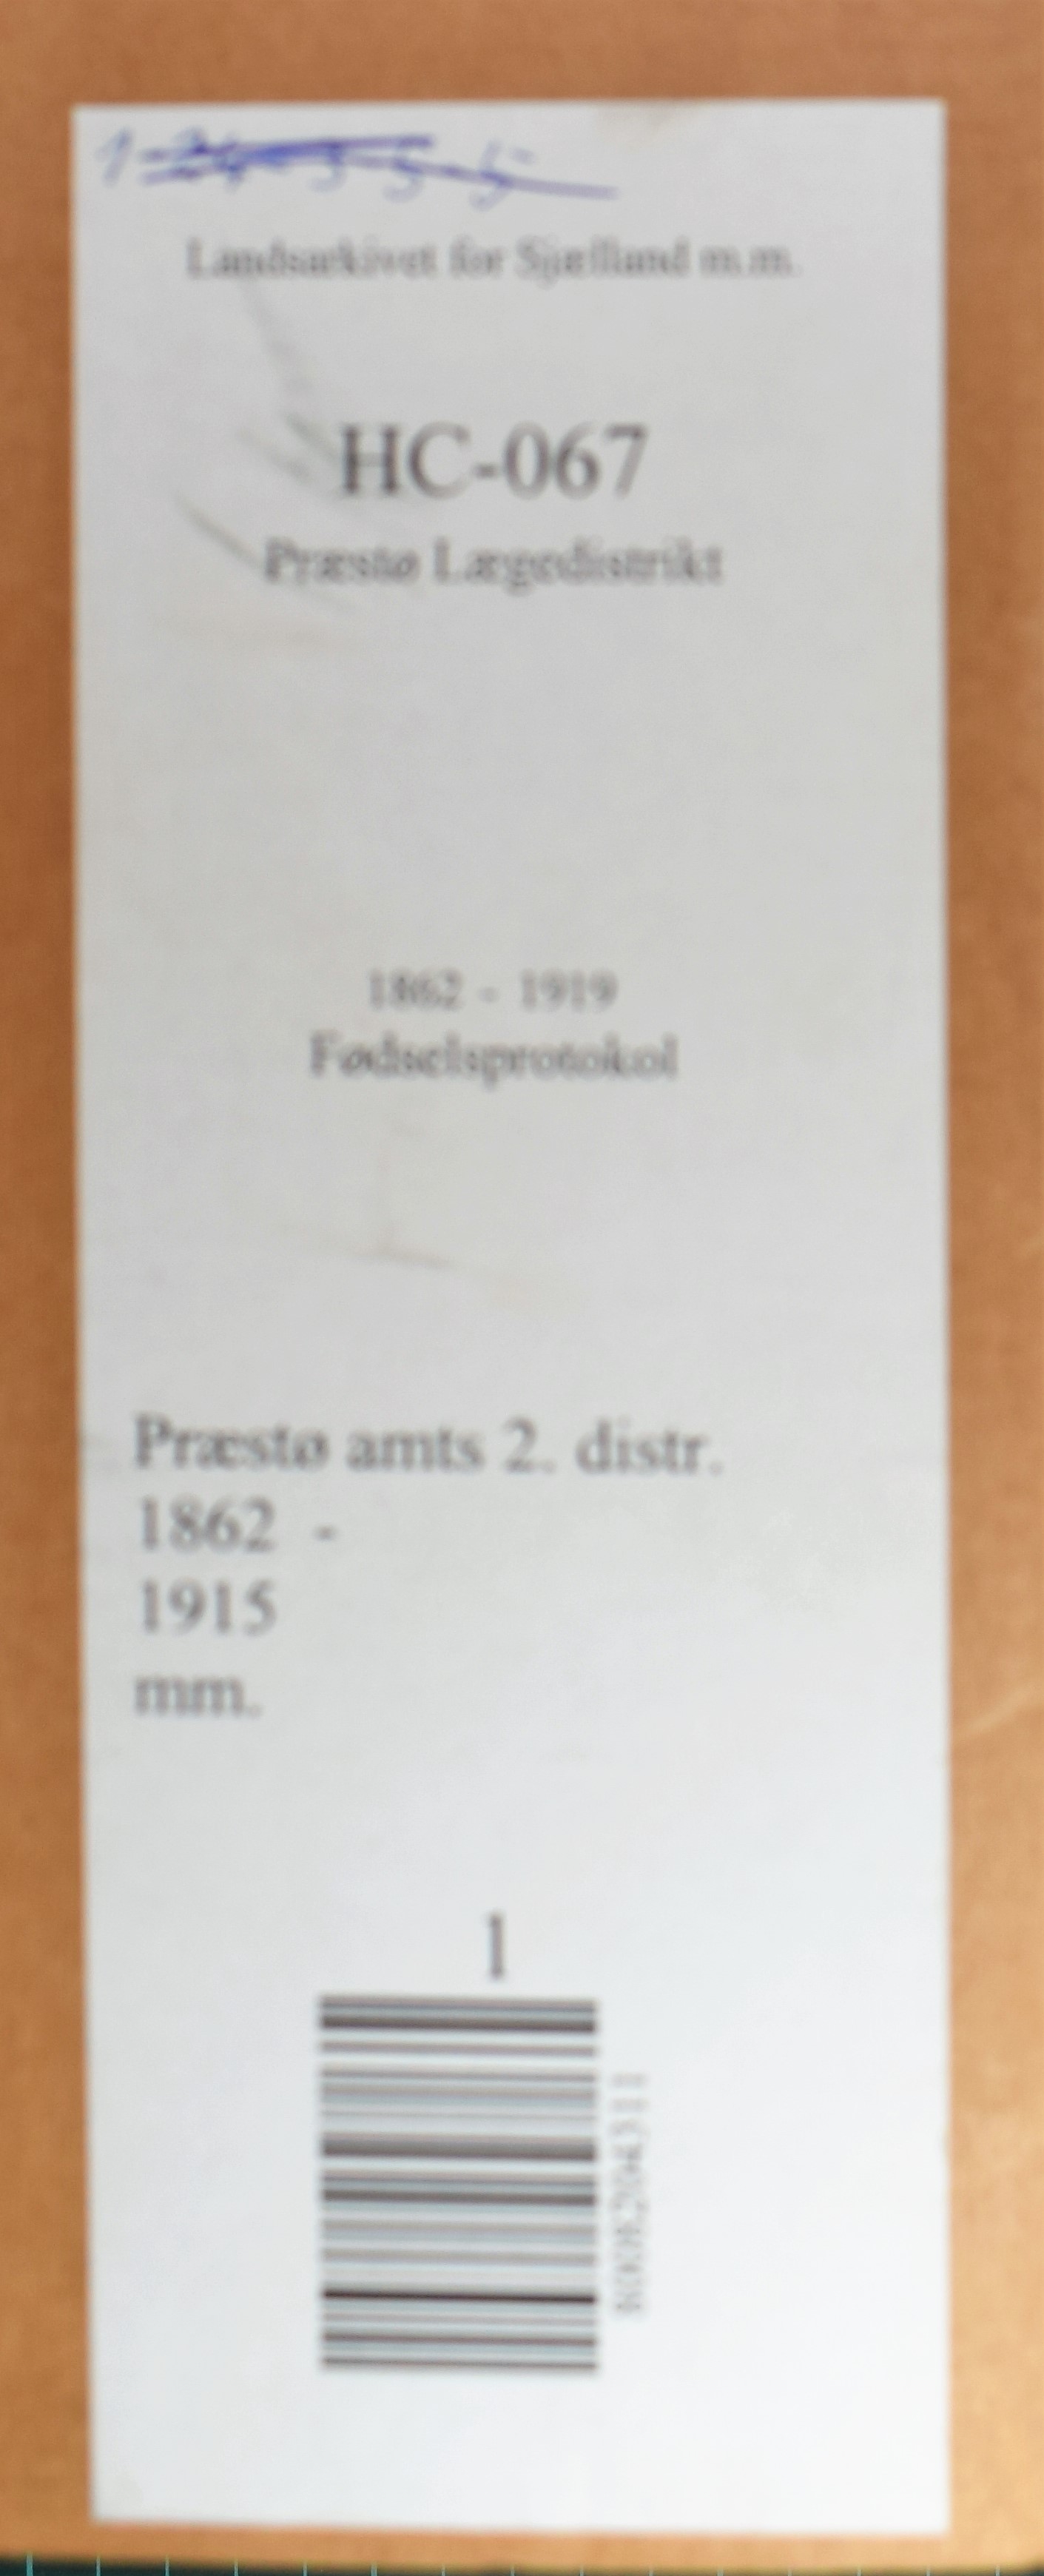 Landsarkivet for Sjælland m.m.
HC-067
Præstø Lægedistrikt
1862 - 1919
Fødselsprotokol
Præstø amts 2. distr.
1862 -
1915
mm.
1